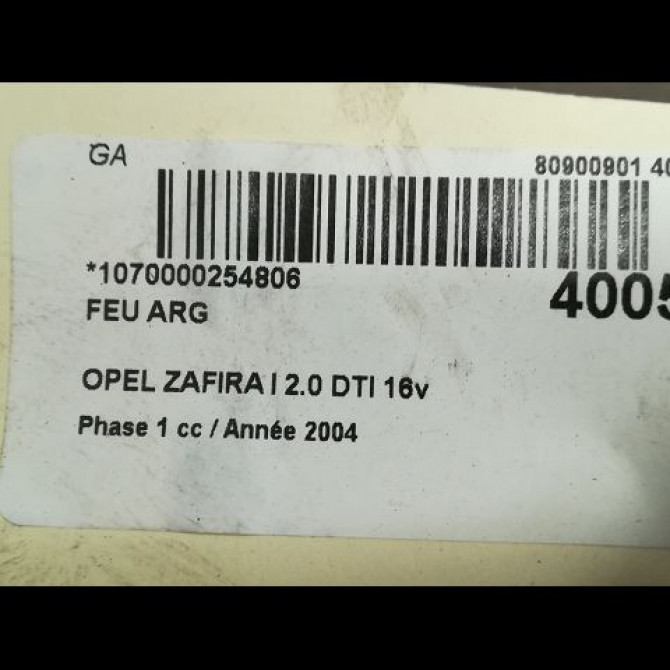 GA
80900901 40
*1070000254806
4005
FEU ARG
OPEL ZAFIRA I 2.0 DTI 16v
Phase 1 cc / Année 2004